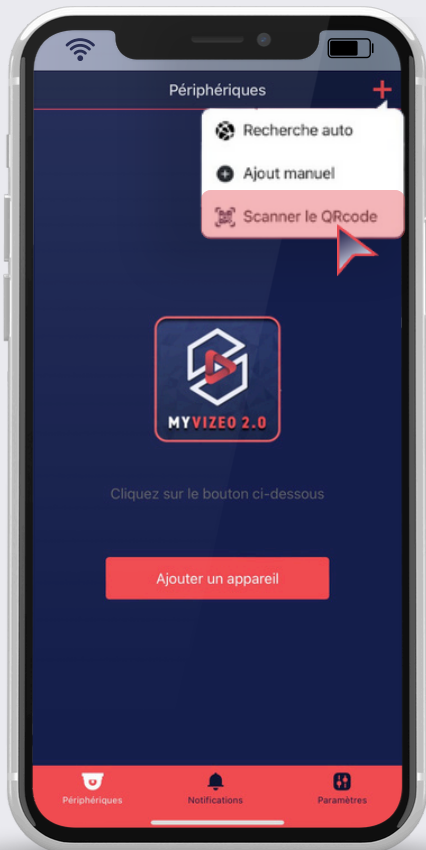 Périphériques
Recherche auto
Ajout manuel
Scanner le QRcode
MYVIZEO 2.0
Cliquez sur le bouton ci-dessous
Ajouter un appareil
Périphériques
Notifications
Paramètres